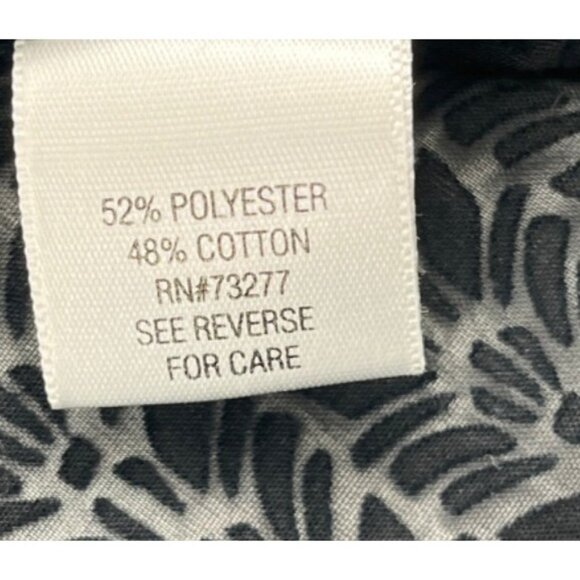 52% POLYESTER
48% COTTON
RN#73277
SEE REVERSE
FOR CARE